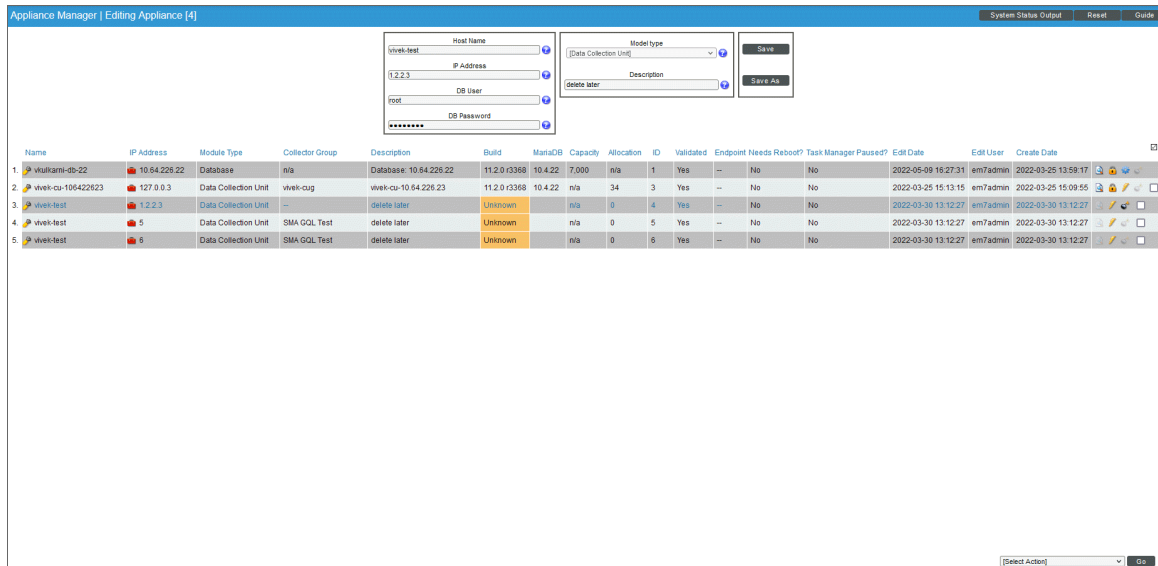 Appliance Manager | Editing Appliance [4] System Status Output Reset Guide
Host Name
vivek-test
IP Address
1.2.2.3
DB User
root
DB Password
••••••••
Model type
[Data Collection Unit]
Description
delete later
Save
Save As
Name IP Address Module Type Collector Group Description Build MariaDB Capacity Allocation ID Validated Endpoint Needs Reboot? Task Manager Paused? Edit Date Edit User Create Date
1. vkulkarni-db-22 10.64.226.22 Database n/a Database: 10.64.226.22 11.2.0 r3368 10.4.22 7,000 n/a 1 Yes -- No No 2022-05-09 16:27:31 em7admin 2022-03-25 13:59:17
2. vivek-cu-106422623 127.0.0.3 Data Collection Unit vivek-cug vivek-cu-10.64.226.23 11.2.0 r3368 10.4.22 n/a 34 3 Yes -- No No 2022-03-25 15:13:15 em7admin 2022-03-25 15:09:55
3. vivek-test 1.2.2.3 Data Collection Unit -- delete later Unknown n/a 0 4 Yes -- No No 2022-03-30 13:12:27 em7admin 2022-03-30 13:12:27
4. vivek-test 5 Data Collection Unit SMA GQL Test delete later Unknown n/a 0 5 Yes -- No No 2022-03-30 13:12:27 em7admin 2022-03-30 13:12:27
5. vivek-test 6 Data Collection Unit SMA GQL Test delete later Unknown n/a 0 6 Yes -- No No 2022-03-30 13:12:27 em7admin 2022-03-30 13:12:27
[Select Action] Go